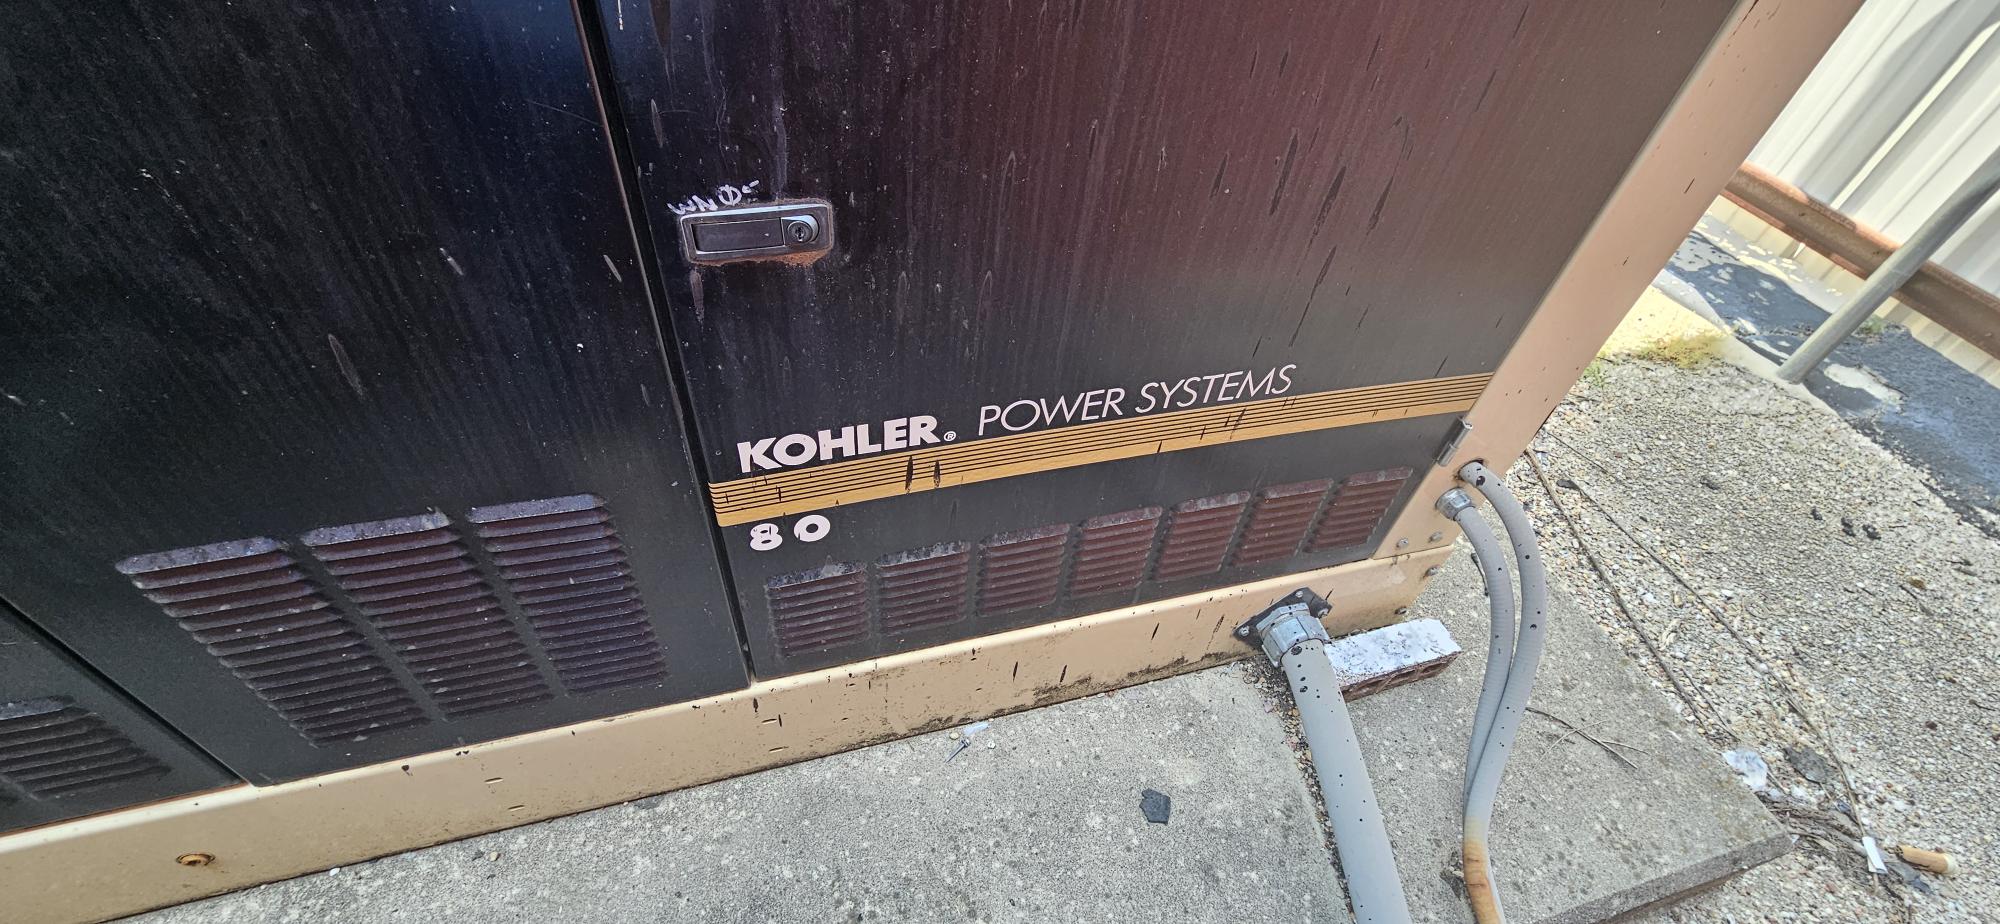 KOHLER® POWER SYSTEMS
80